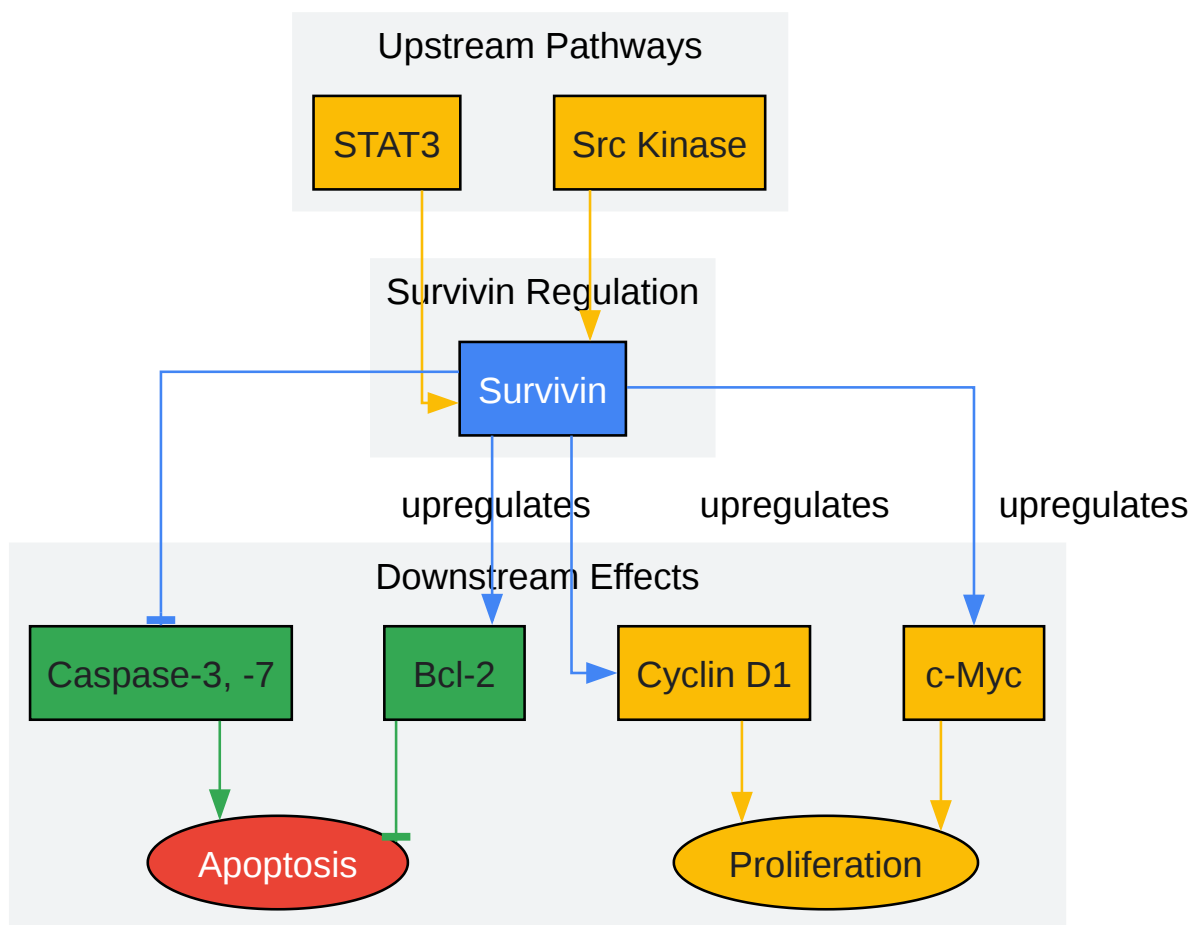 Upstream Pathways
STAT3
Src Kinase
Survivin Regulation
Survivin
upregulates
upregulates
upregulates
Downstream Effects
Caspase-3, -7
Bcl-2
Cyclin D1
c-Myc
Apoptosis
Proliferation